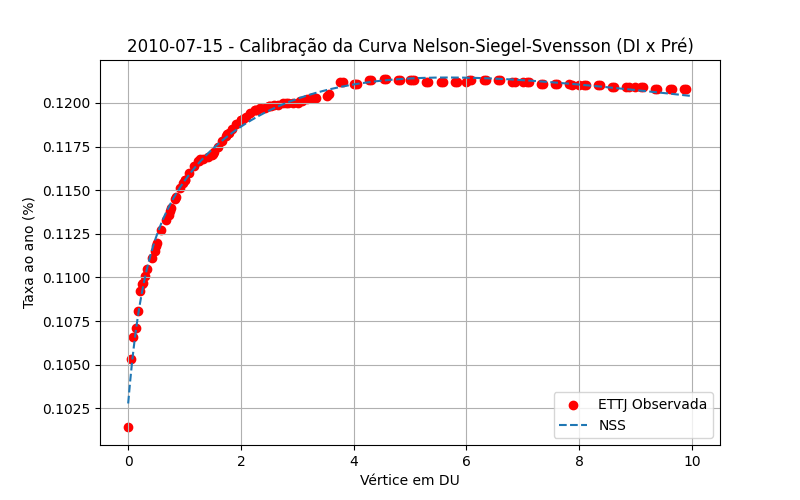 2010-07-15 - Calibração da Curva Nelson-Siegel-Svensson (DI x Pré)
Taxa ao ano (%)
0.1200
0.1175
0.1150
0.1125
0.1100
0.1075
0.1050
0.1025
ETTJ Observada
NSS
0 2 4 6 8 10
Vértice em DU